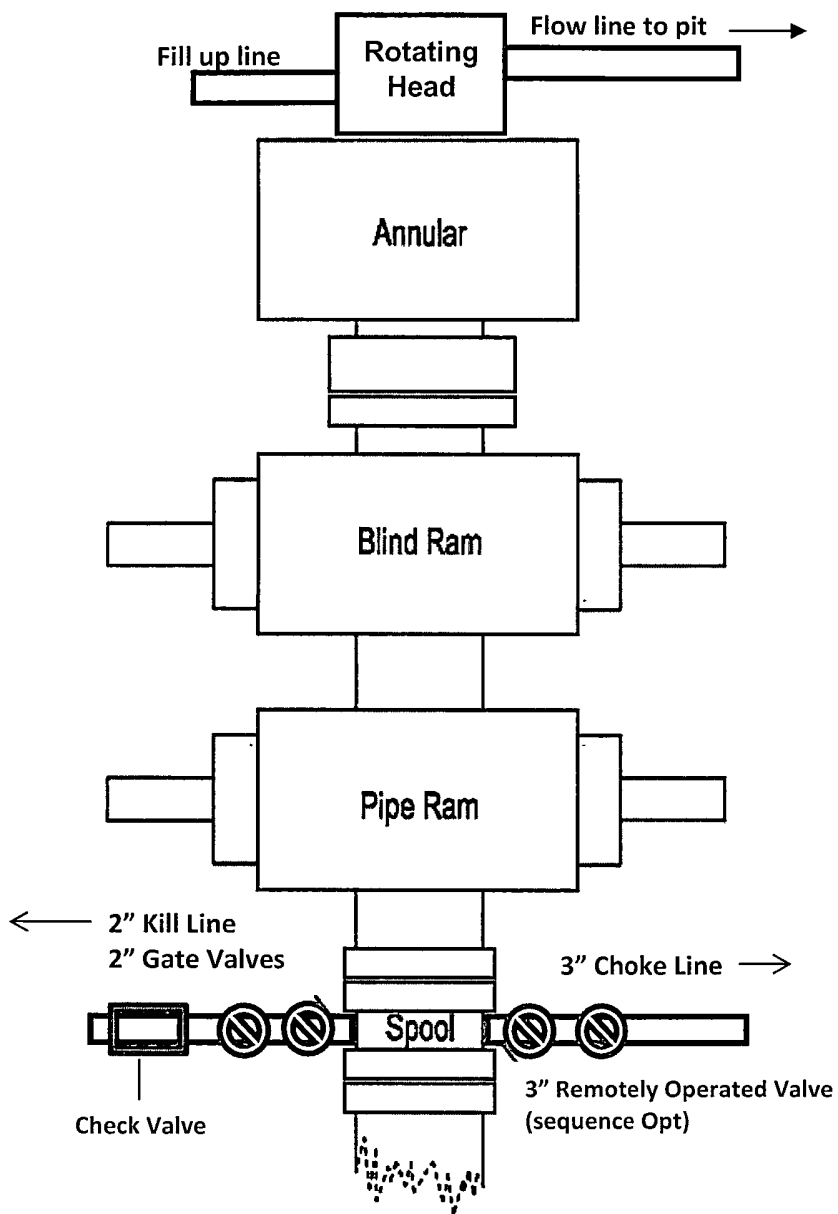 Flow line to pit
Fill up line
Rotating
Head
Annular
Blind Ram
Pipe Ram
2” Kill Line
2” Gate Valves
3” Choke Line
Spool
3” Remotely Operated Valve
(sequence Opt)
Check Valve